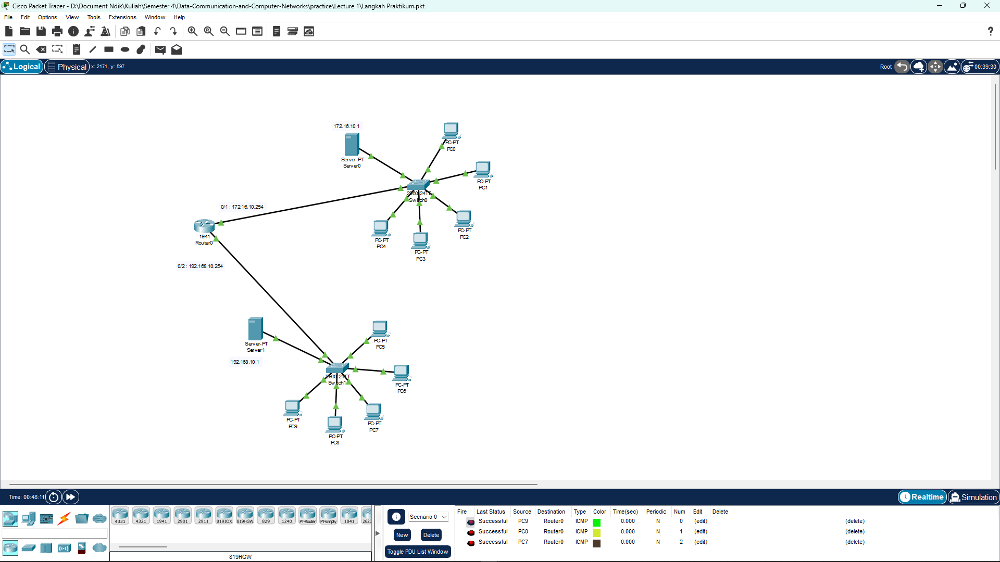 Cisco Packet Tracer - D:\Document Ndik\Kuliah\Semester 4\Data-Communication-and-Computer-Networks\practice\Lecture 1\Langkah Praktikum.pkt
File Edit Options View Tools Extensions Window Help
Logical Physical x: 2171, y: 597 Root 00:39:30
172.16.10.1
Server-PT
Server0
PC-PT
PC0
PC-PT
PC1
2960-24TT
Switch0
0/1 : 172.16.10.254
PC-PT
PC2
1941
Router0
PC-PT
PC4
PC-PT
PC3
0/2 : 192.168.10.254
Server-PT
Server1
192.168.10.1
PC-PT
PC5
2960-24TT
Switch1
PC-PT
PC6
PC-PT
PC9
PC-PT
PC7
PC-PT
PC8
Time: 00:48:11 Realtime Simulation
4331 4321 1941 2901 2911 819IOX 819HGW 829 1240 PT-Router PT-Empty 1841 2620
819HGW
Scenario 0
New Delete
Toggle PDU List Window
Fire Last Status Source Destination Type Color Time(sec) Periodic Num Edit Delete
Successful PC9 Router0 ICMP 0.000 N 0 (edit) (delete)
Successful PC0 Router0 ICMP 0.000 N 1 (edit) (delete)
Successful PC7 Router0 ICMP 0.000 N 2 (edit) (delete)